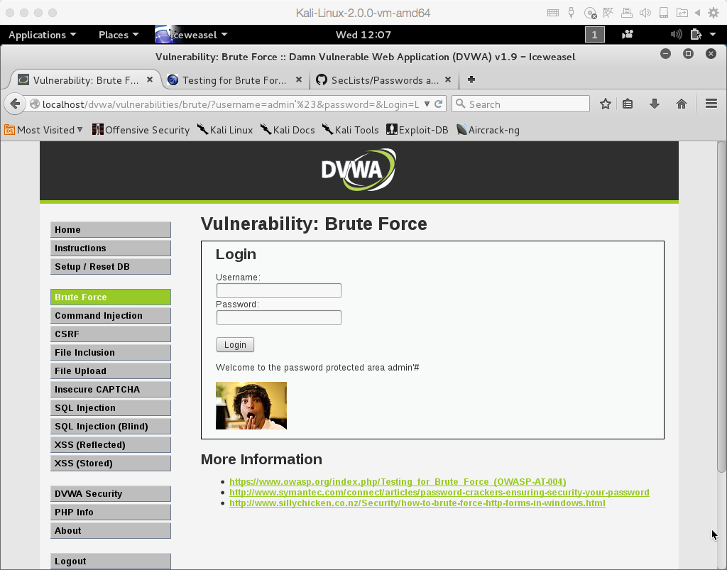 Kali-Linux-2.0.0-vm-amd64
Applications Places Iceweasel Wed 12:07 1
Vulnerability: Brute Force :: Damn Vulnerable Web Application (DVWA) v1.9 – Iceweasel
Vulnerability: Brute F... Testing for Brute For... SecLists/Passwords a...
localhost/dvwa/vulnerabilities/brute/?username=admin'%23&password=&Login=L Search
Most Visited Offensive Security Kali Linux Kali Docs Kali Tools Exploit-DB Aircrack-ng
DVWA
Vulnerability: Brute Force
Home
Instructions
Setup / Reset DB
Brute Force
Command Injection
CSRF
File Inclusion
File Upload
Insecure CAPTCHA
SQL Injection
SQL Injection (Blind)
XSS (Reflected)
XSS (Stored)
DVWA Security
PHP Info
About
Logout
Login
Username:
Password:
Login
Welcome to the password protected area admin'#
More Information
https://www.owasp.org/index.php/Testing_for_Brute_Force_(OWASP-AT-004)
http://www.symantec.com/connect/articles/password-crackers-ensuring-security-your-password
http://www.sillychicken.co.nz/Security/how-to-brute-force-http-forms-in-windows.html